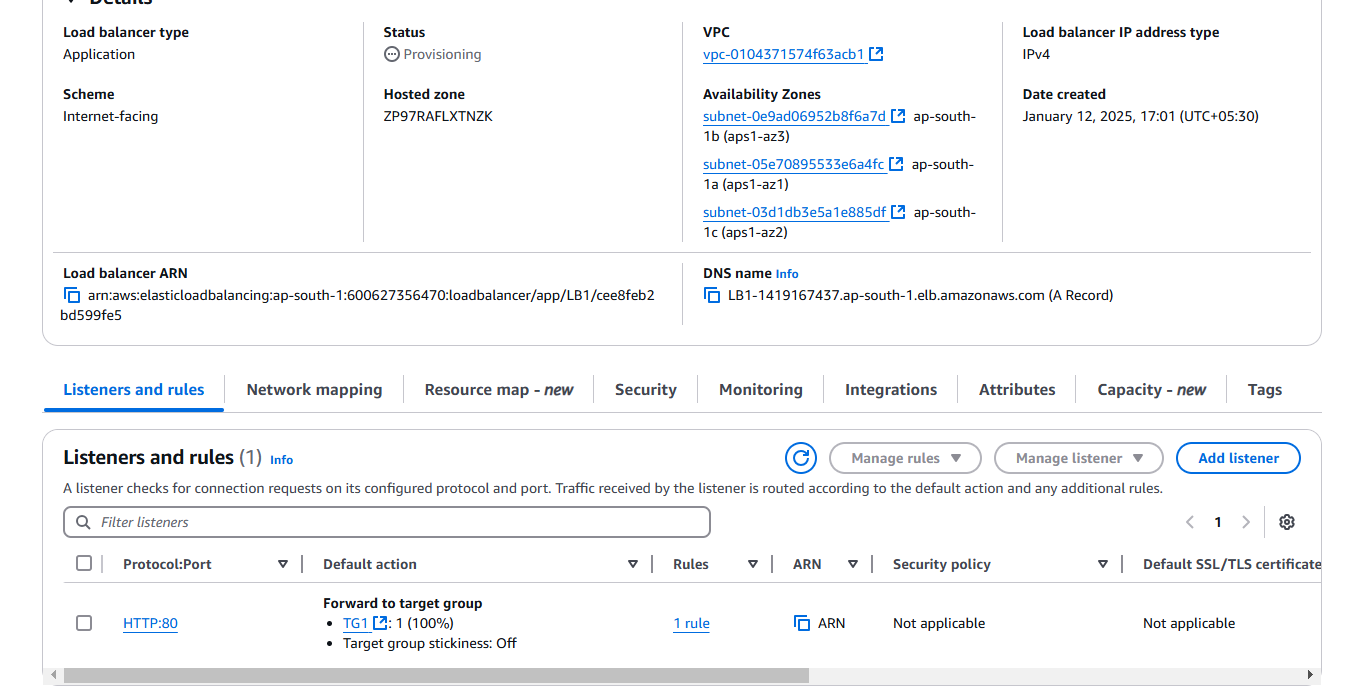 Details
Load balancer type
Application
Status
Provisioning
VPC
vpc-0104371574f63acb1
Load balancer IP address type
IPv4
Scheme
Internet-facing
Hosted zone
ZP97RAFLXTNZK
Availability Zones
subnet-0e9ad06952b8f6a7d ap-south-
1b (aps1-az3)
subnet-05e70895533e6a4fc ap-south-
1a (aps1-az1)
subnet-03d1db3e5a1e885df ap-south-
1c (aps1-az2)
Date created
January 12, 2025, 17:01 (UTC+05:30)
Load balancer ARN
arn:aws:elasticloadbalancing:ap-south-1:600627356470:loadbalancer/app/LB1/cee8feb2
bd599fe5
DNS name Info
LB1-1419167437.ap-south-1.elb.amazonaws.com (A Record)
Listeners and rules Network mapping Resource map - new Security Monitoring Integrations Attributes Capacity - new Tags
Listeners and rules (1) Info
Manage rules Manage listener Add listener
A listener checks for connection requests on its configured protocol and port. Traffic received by the listener is routed according to the default action and any additional rules.
Filter listeners
1
Protocol:Port Default action Rules ARN Security policy Default SSL/TLS certificate
HTTP:80
Forward to target group
• TG1 : 1 (100%)
• Target group stickiness: Off
1 rule
ARN
Not applicable
Not applicable